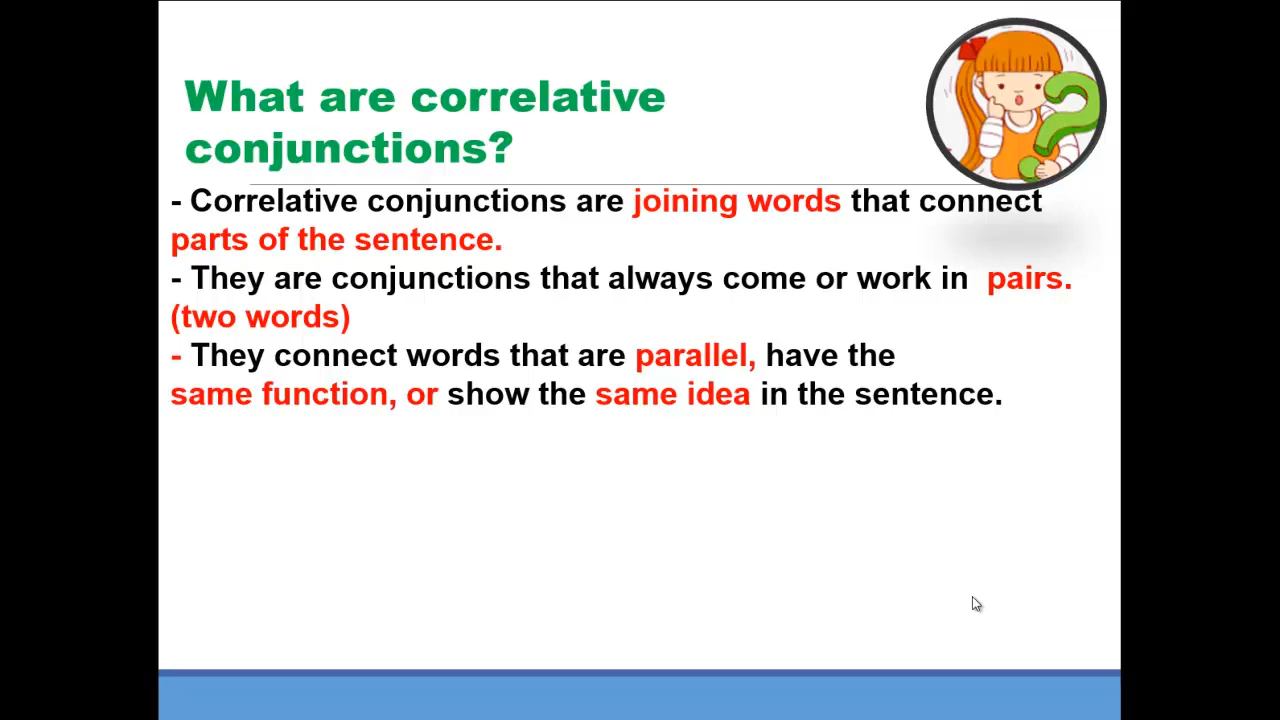 What are correlative
conjunctions?
- Correlative conjunctions are joining words that connect
parts of the sentence.
- They are conjunctions that always come or work in  pairs.
(two words)
- They connect words that are parallel, have the
same function, or show the same idea in the sentence.